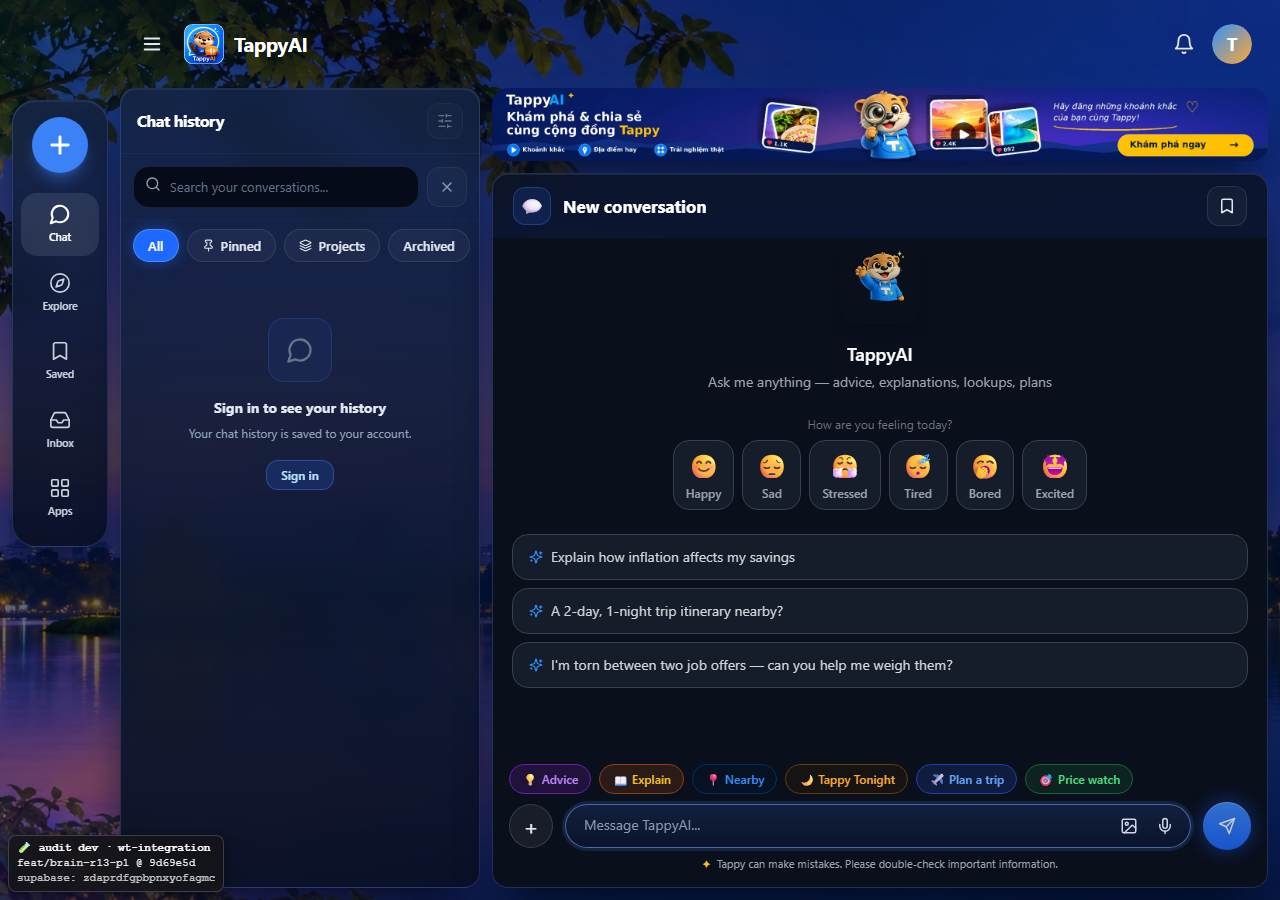 TappyAI
TappyAI
T
Chat history
Search your conversations...
All
Pinned
Projects
Archived
Sign in to see your history
Your chat history is saved to your account.
Sign in
Chat
Explore
Saved
Inbox
Apps
TappyAI
Khám phá & chia sẻ
cùng cộng đồng Tappy
Khoảnh khắc
Địa điểm hay
Trải nghiệm thật
1.1K
2.4K
892
Hãy đăng những khoảnh khắc
của bạn cùng Tappy!
Khám phá ngay →
New conversation
TappyAI
Ask me anything — advice, explanations, lookups, plans
How are you feeling today?
Happy
Sad
Stressed
Tired
Bored
Excited
Explain how inflation affects my savings
A 2-day, 1-night trip itinerary nearby?
I'm torn between two job offers — can you help me weigh them?
Advice
Explain
Nearby
Tappy Tonight
Plan a trip
Price watch
Message TappyAI...
Tappy can make mistakes. Please double-check important information.
audit dev · wt-integration
feat/brain-r13-p1 @ 9d69e5d
supabase: zdaprdfgpbpnxyofagmc